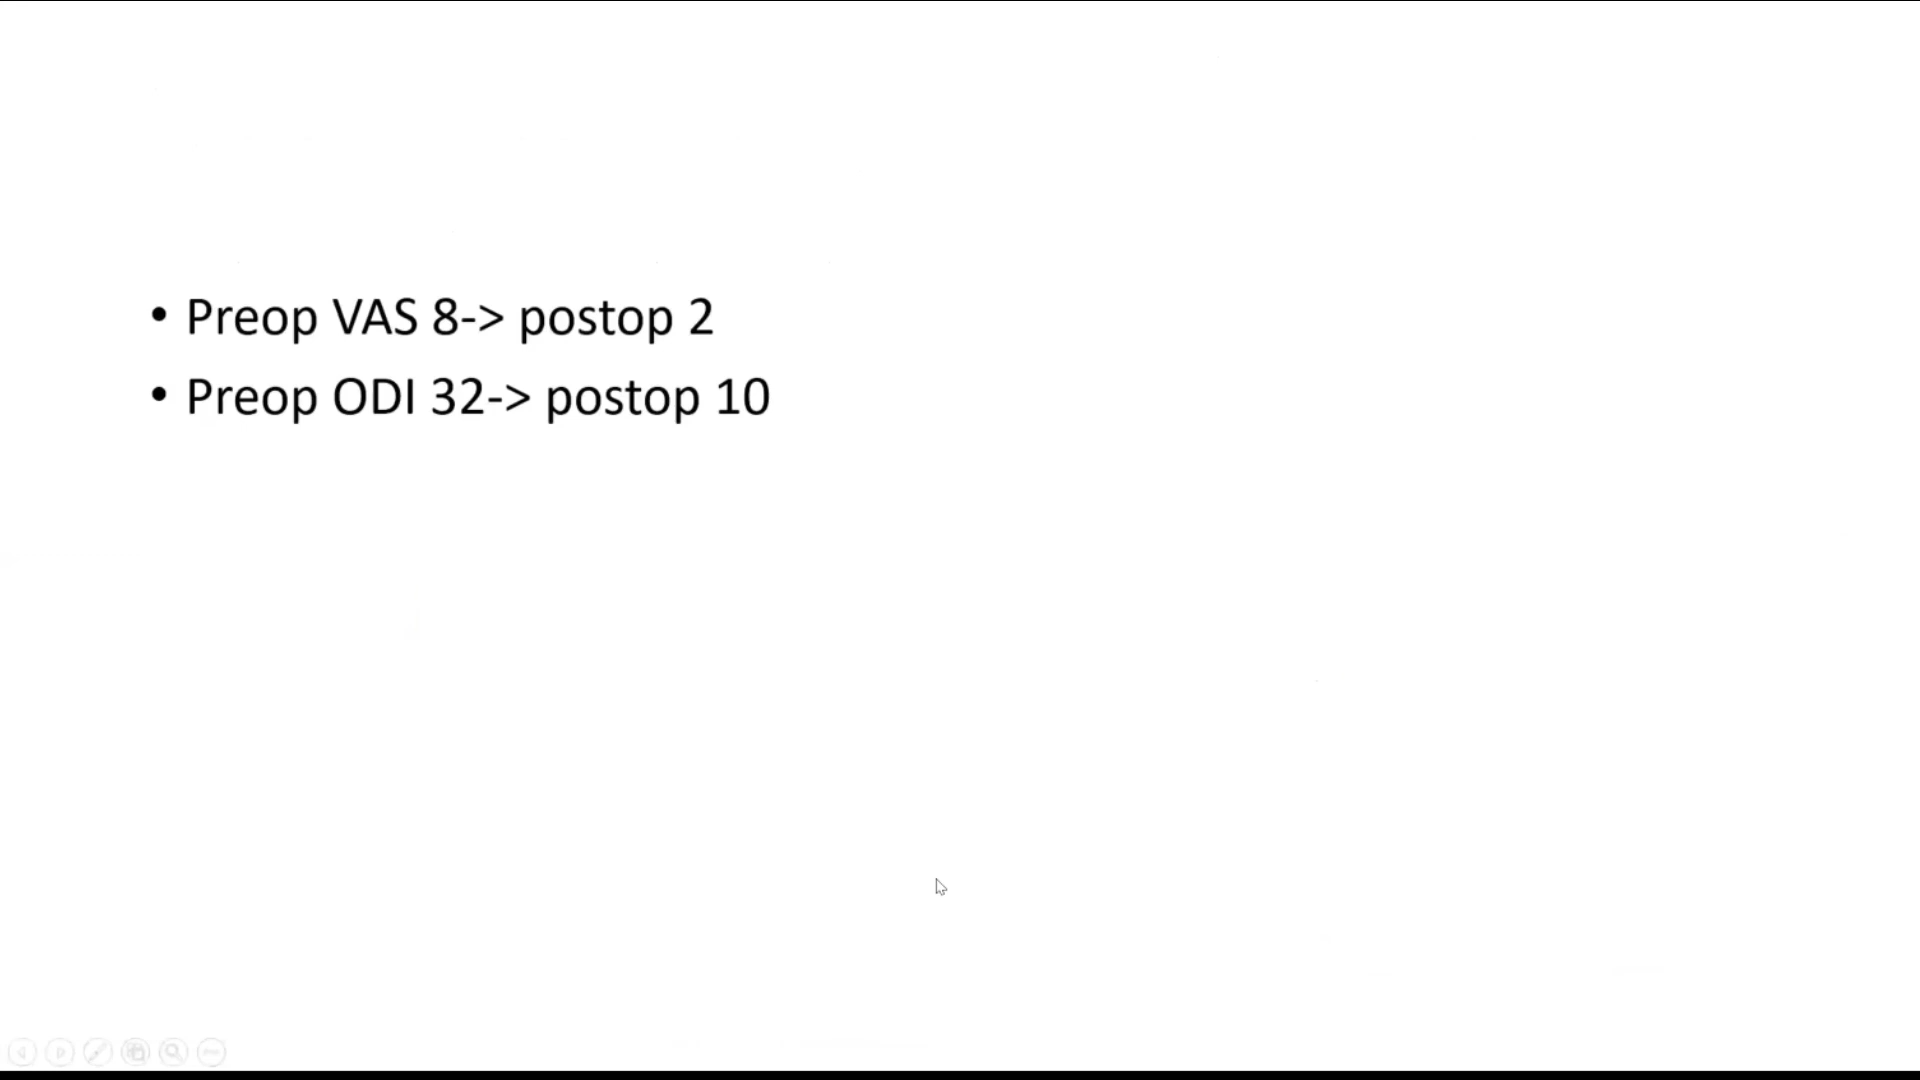 • Preop VAS 8-> postop 2
• Preop ODI 32-> postop 10